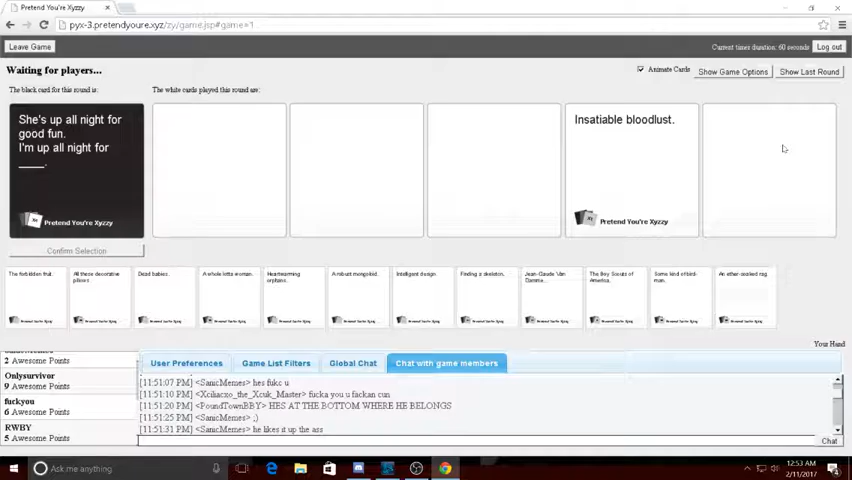 Pretend You're Xyzzy
pyx-3.pretendyoure.xyz/zy/game.jsp#game=1
Leave Game
Current timer duration: 60 seconds
Log out
Waiting for players...
Animate Cards
Show Game Options
Show Last Round
The black card for this round is:
The white cards played this round are:
She's up all night for
good fun.
I'm up all night for
____.
Pretend You're Xyzzy
Insatiable bloodlust.
Pretend You're Xyzzy
Confirm Selection
The forbidden fruit.
All these decorative
pillows.
Dead babies.
A whole lotta woman.
Heartwarming
orphans.
A robust mongoloid.
Intelligent design.
Finding a skeleton.
Jean-Claude Van
Damme...
The Boy Scouts of
America.
Some kind of bird-
man.
An ether-soaked rag.
Your Hand
2 Awesome Points
Onlysurvivor
9 Awesome Points
fuckyou
6 Awesome Points
RWBY
5 Awesome Points
User Preferences
Game List Filters
Global Chat
Chat with game members
[11:51:07 PM] <SanicMemes> hes fukc u
[11:51:10 PM] <Xciliaczo_the_Xcuk_Master> fucka you u fackan cun
[11:51:20 PM] <PoundTownBBY> HES AT THE BOTTOM WHERE HE BELONGS
[11:51:25 PM] <SanicMemes> ;)
[11:51:31 PM] <SanicMemes> he likes it up the ass
Chat
Ask me anything
12:53 AM
2/11/2017